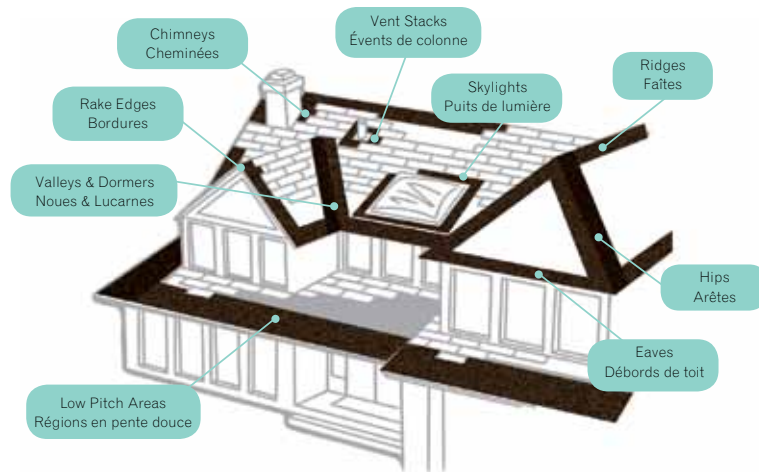 Chimneys
Cheminées
Vent Stacks
Évents de colonne
Ridges
Faîtes
Rake Edges
Bordures
Skylights
Puits de lumière
Valleys & Dormers
Noues & Lucarnes
Hips
Arêtes
Eaves
Débords de toit
Low Pitch Areas
Régions en pente douce